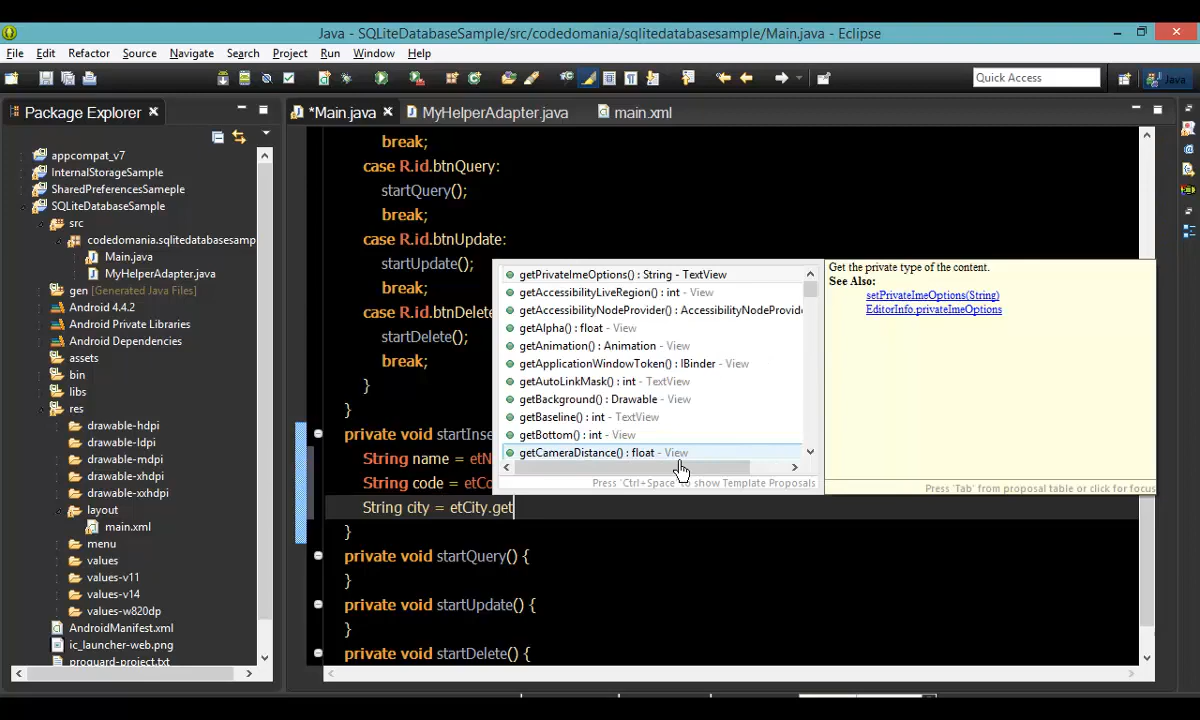 Java - SQLiteDatabaseSample/src/codedomania/sqlitedatabasesample/Main.java - Eclipse
File Edit Refactor Source Navigate Search Project Run Window Help
Quick Access
Java
Package Explorer
*Main.java
MyHelperAdapter.java
main.xml
appcompat_v7
InternalStorageSample
SharedPreferencesSameple
SQLiteDatabaseSample
src
codedomania.sqlitedatabasesamp
Main.java
MyHelperAdapter.java
gen [Generated Java Files]
Android 4.4.2
Android Private Libraries
Android Dependencies
assets
bin
libs
res
drawable-hdpi
drawable-ldpi
drawable-mdpi
drawable-xhdpi
drawable-xxhdpi
layout
main.xml
menu
values
values-v11
values-v14
values-w820dp
AndroidManifest.xml
ic_launcher-web.png
proguard-project.txt
break;
case R.id.btnQuery:
startQuery();
break;
case R.id.btnUpdate:
startUpdate();
break;
case R.id.btnDelete
startDelete();
break;
}
}
private void startInse
String name = etN
String code = etCo
String city = etCity.get
}
private void startQuery() {
}
private void startUpdate() {
}
private void startDelete() {
getPrivateImeOptions() : String - TextView
getAccessibilityLiveRegion() : int - View
getAccessibilityNodeProvider() : AccessibilityNodeProvide
getAlpha() : float - View
getAnimation() : Animation - View
getApplicationWindowToken() : IBinder - View
getAutoLinkMask() : int - TextView
getBackground() : Drawable - View
getBaseline() : int - TextView
getBottom() : int - View
getCameraDistance() : float - View
Press 'Ctrl+Space' to show Template Proposals
Get the private type of the content.
See Also:
setPrivateImeOptions(String)
EditorInfo.privateImeOptions
Press 'Tab' from proposal table or click for focus